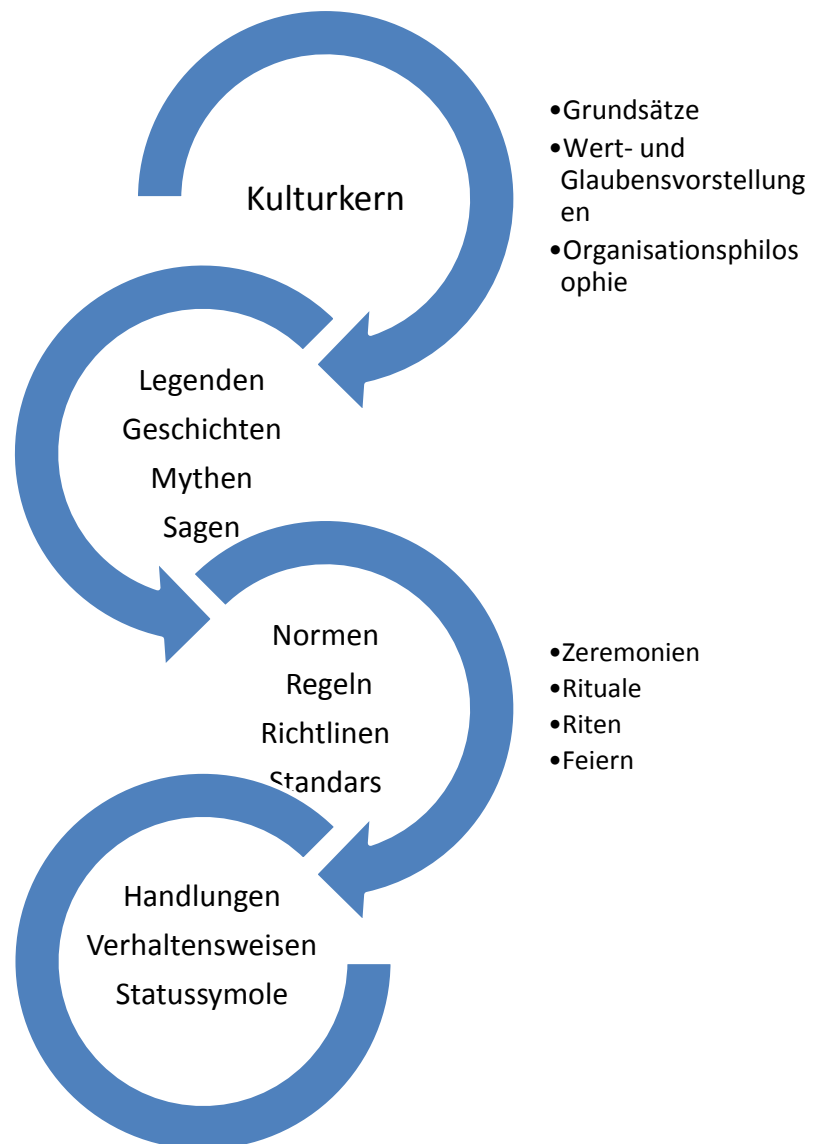 Kulturkern
•Grundsätze
•Wert- und
Glaubensvorstellung
en
•Organisationsphilos
ophie
Legenden
Geschichten
Mythen
Sagen
Normen
Regeln
Richtlinen
Standars
•Zeremonien
•Rituale
•Riten
•Feiern
Handlungen
Verhaltensweisen
Statussymole